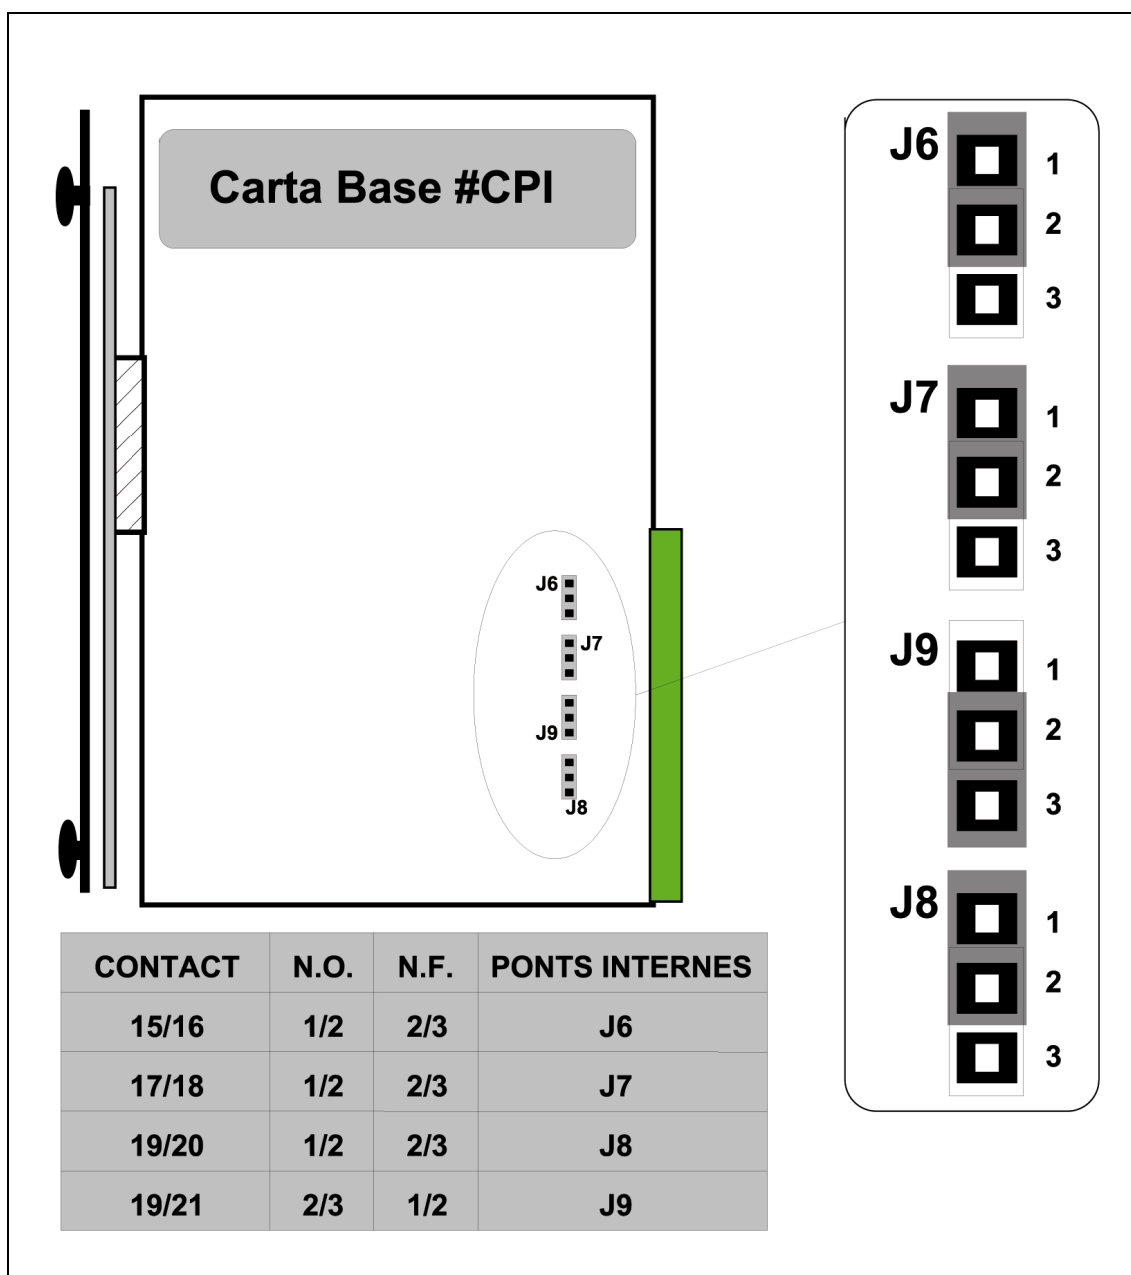 Carta Base #CPI
J6
J7
J9
J8
J6
1
2
3
J7
1
2
3
J9
1
2
3
J8
1
2
3
CONTACT N.O. N.F. PONTS INTERNES
15/16 1/2 2/3 J6
17/18 1/2 2/3 J7
19/20 1/2 2/3 J8
19/21 2/3 1/2 J9